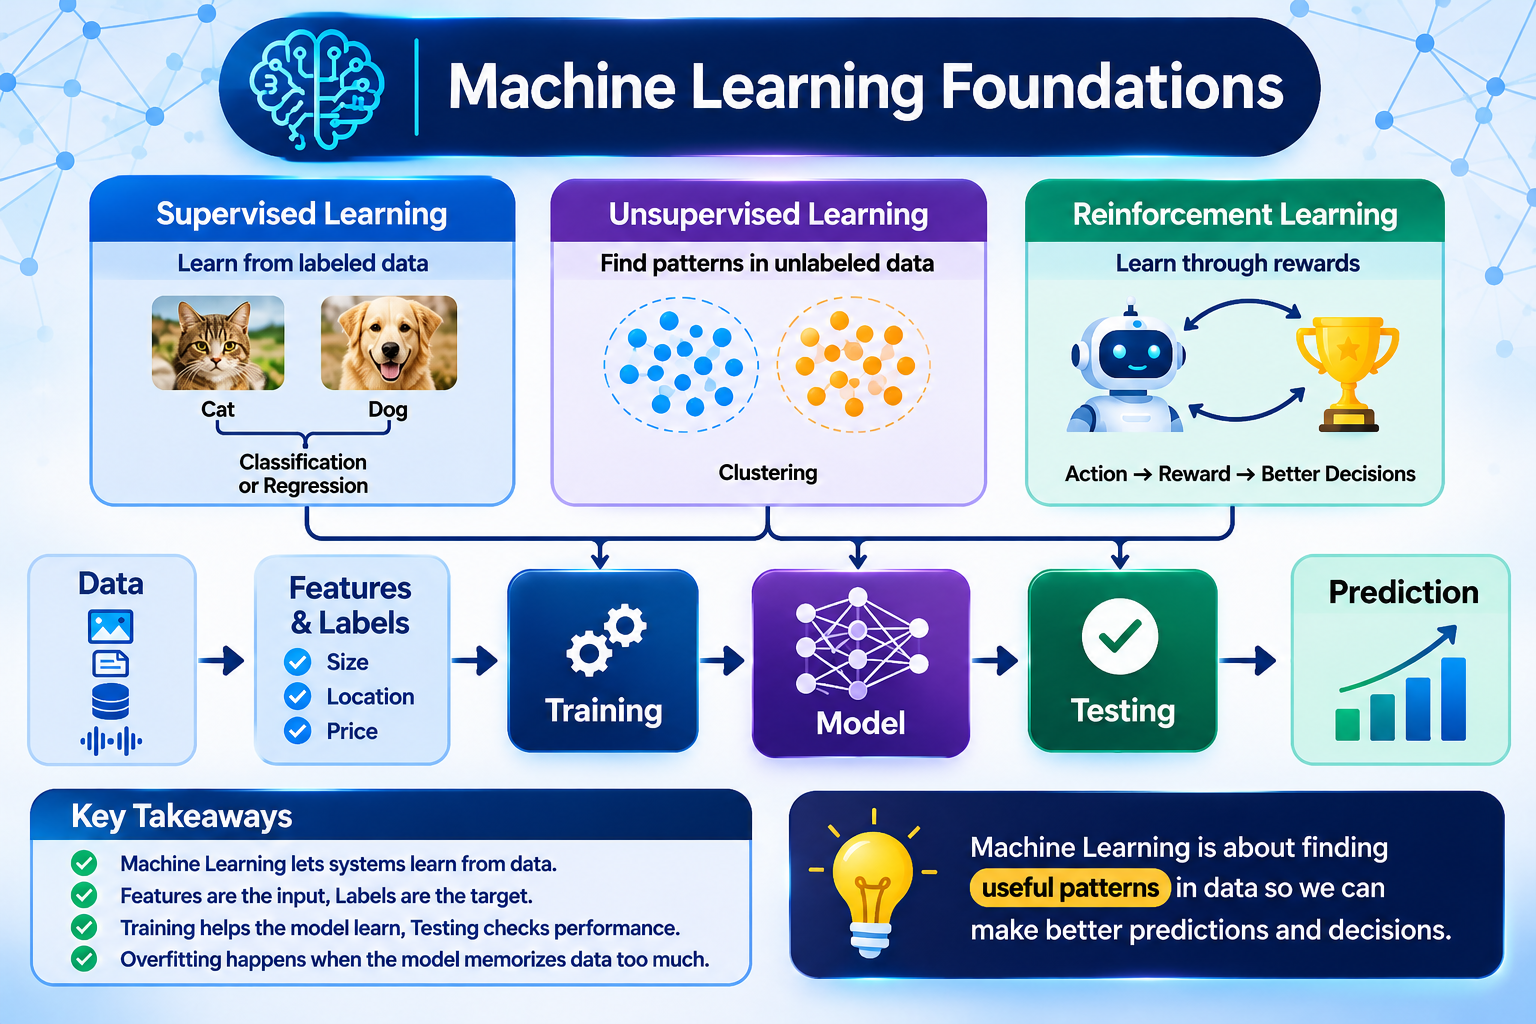 Machine Learning Foundations
Supervised Learning
Learn from labeled data
Cat
Dog
Classification
or Regression
Unsupervised Learning
Find patterns in unlabeled data
Clustering
Reinforcement Learning
Learn through rewards
Action → Reward → Better Decisions
Data
Features
& Labels
Size
Location
Price
Training
Model
Testing
Prediction
Key Takeaways
Machine Learning lets systems learn from data.
Features are the input, Labels are the target.
Training helps the model learn, Testing checks performance.
Overfitting happens when the model memorizes data too much.
Machine Learning is about finding
useful patterns in data so we can
make better predictions and decisions.